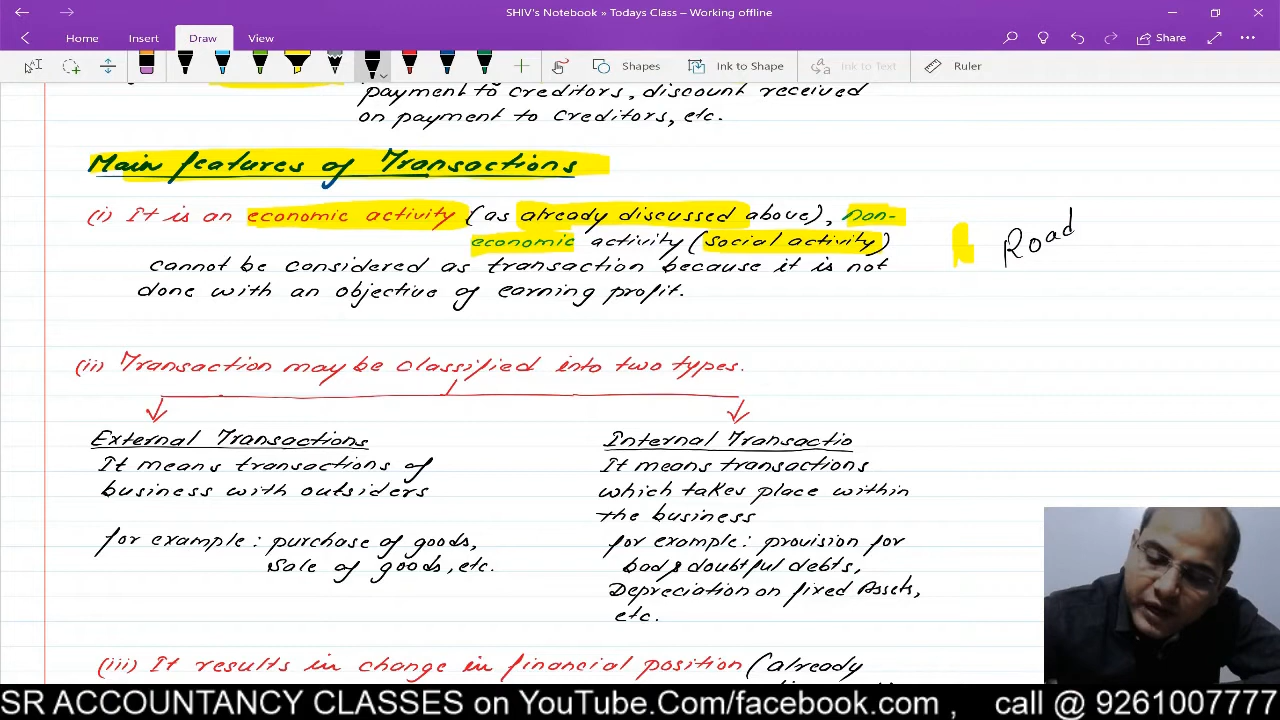 SHIV's Notebook » Todays Class – Working offline
Home Insert Draw View
Share
Shapes Ink to Shape Ink to Text Ruler
payment to creditors, discount received
on payment to creditors, etc.
Main features of Transactions
(i) It is an economic activity (as already discussed above), non-
economic activity (social activity)
cannot be considered as transaction because it is not
done with an objective of earning profit.
Road
(ii) Transaction may be classified into two types.
External Transactions
It means transactions of
business with outsiders
for example: purchase of goods,
Sale of goods, etc.
Internal Transactio
It means transactions
which takes place within
the business
for example: provision for
bad & doubtful debts,
Depreciation on fixed Assets,
etc.
(iii) It results in change in financial position (already
SR ACCOUNTANCY CLASSES on YouTube.Com/facebook.com , call @ 9261007777